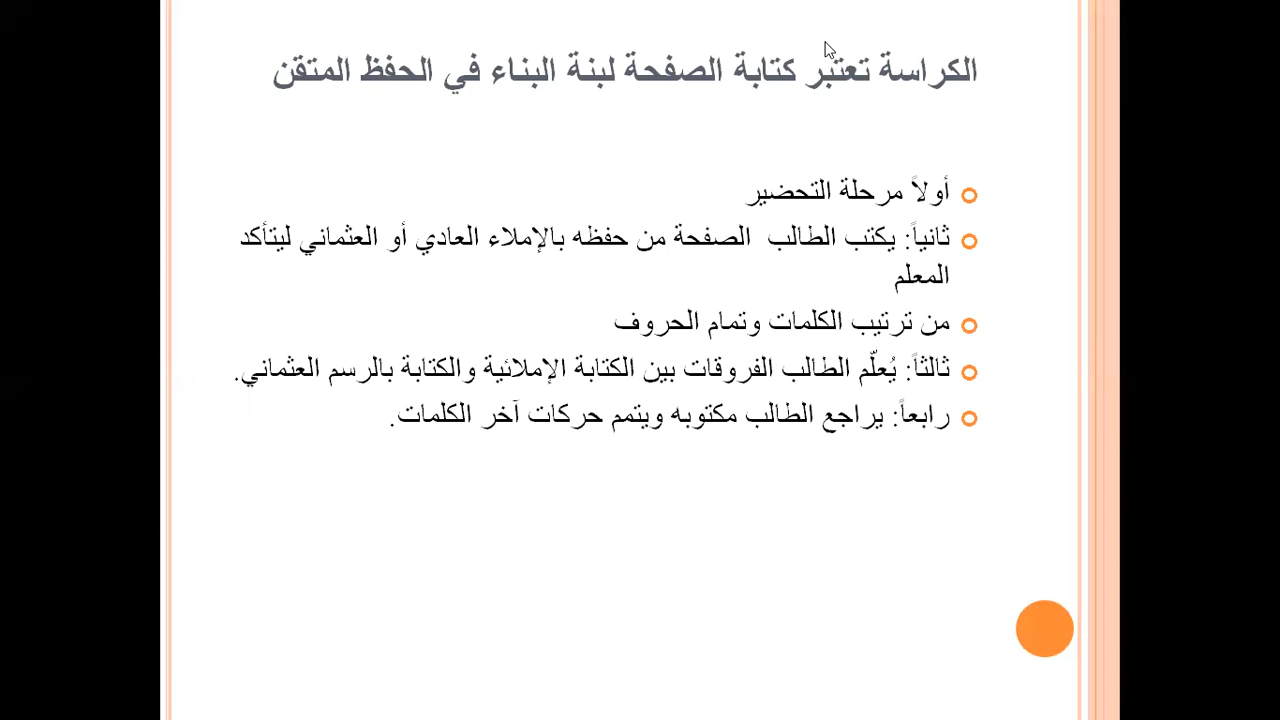 الكراسة تعتبر كتابة الصفحة لبنة البناء في الحفظ المتقن
أولاً مرحلة التحضير
ثانياً: يكتب الطالب الصفحة من حفظه بالإملاء العادي أو العثماني ليتأكد
المعلم
من ترتيب الكلمات وتمام الحروف
ثالثاً: يُعلّم الطالب الفروقات بين الكتابة الإملائية والكتابة بالرسم العثماني.
رابعاً: يراجع الطالب مكتوبه ويتمم حركات آخر الكلمات.